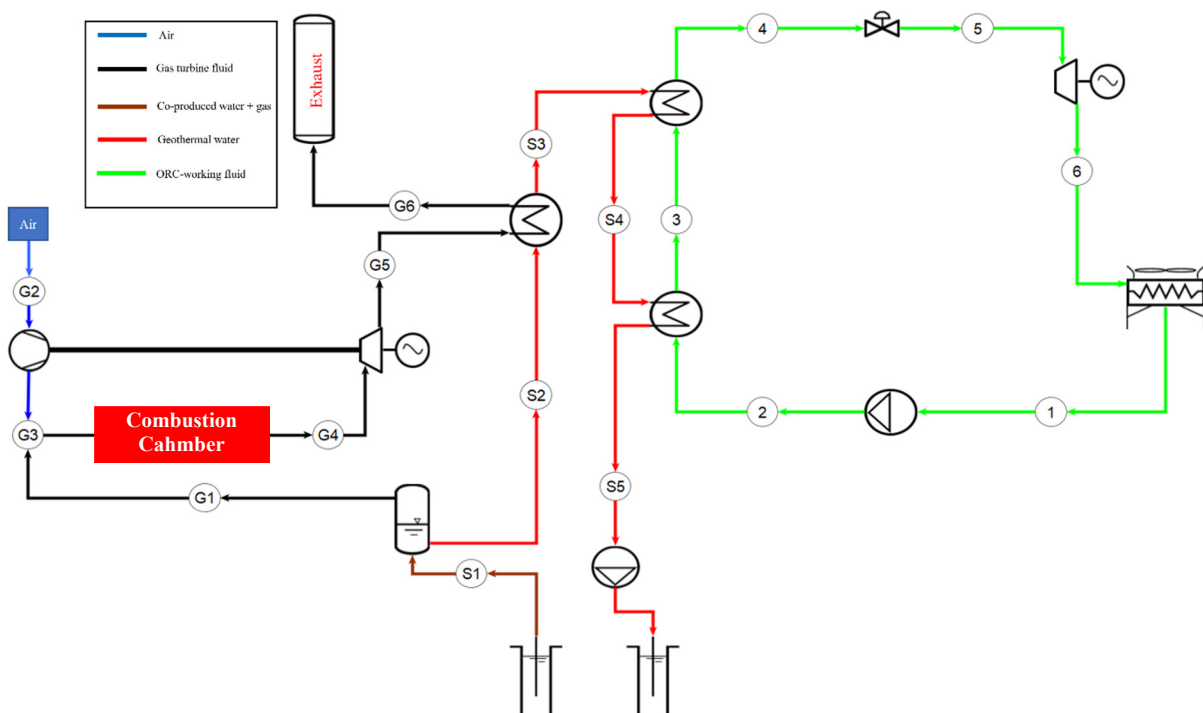 Air
Gas turbine fluid
Co-produced water + gas
Geothermal water
ORC-working fluid
Exhaust
4
5
S3
6
G6
Air
S4
3
G5
G2
S2
Combustion
Cahmber
G3
G4
2
1
G1
S5
S1